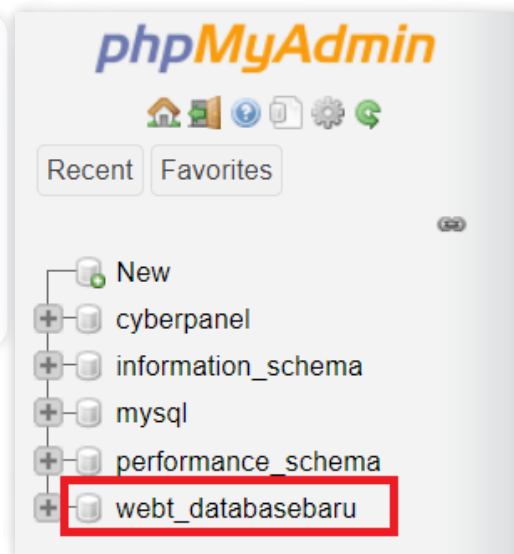 phpMyAdmin
Recent Favorites
New
cyberpanel
information_schema
mysql
performance_schema
webt_databasebaru